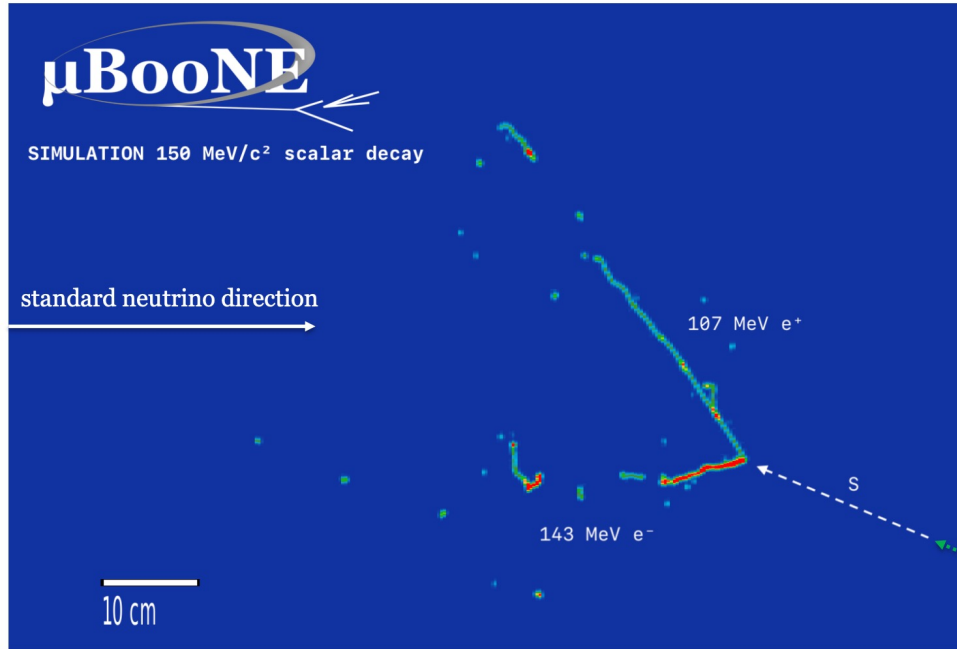 μBooNE
SIMULATION 150 MeV/c² scalar decay
standard neutrino direction
107 MeV e⁺
S
143 MeV e⁻
10 cm